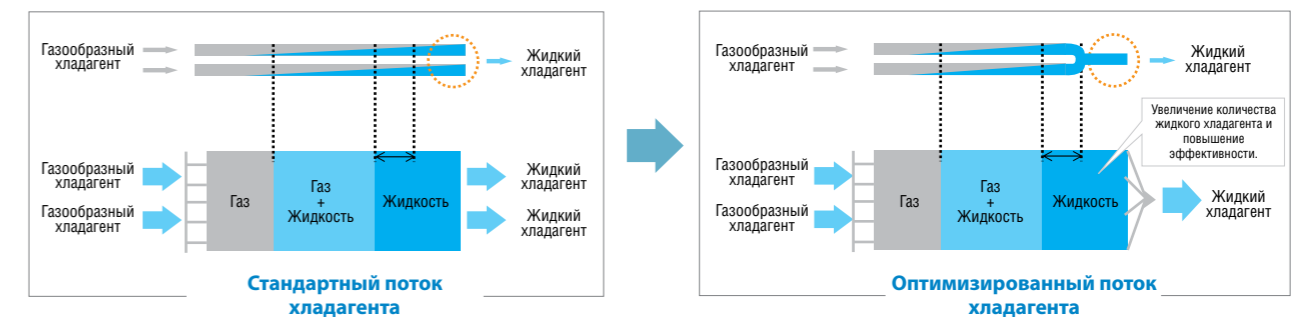 Газообразный
хладагент
Жидкий
хладагент
Газообразный
хладагент
Газообразный
хладагент
Газ
Газ
+
Жидкость
Жидкость
Жидкий
хладагент
Жидкий
хладагент
Стандартный поток
хладагента
Газообразный
хладагент
Жидкий
хладагент
Увеличение количества
жидкого хладагента и
повышение
эффективности.
Газообразный
хладагент
Газообразный
хладагент
Газ
Газ
+
Жидкость
Жидкость
Жидкий
хладагент
Оптимизированный поток
хладагента